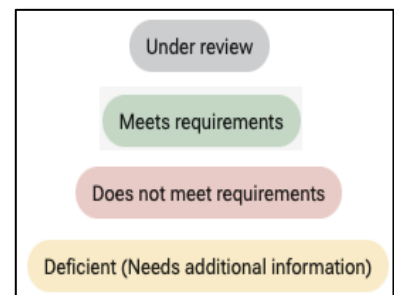 Under review
Meets requirements
Does not meet requirements
Deficient (Needs additional information)